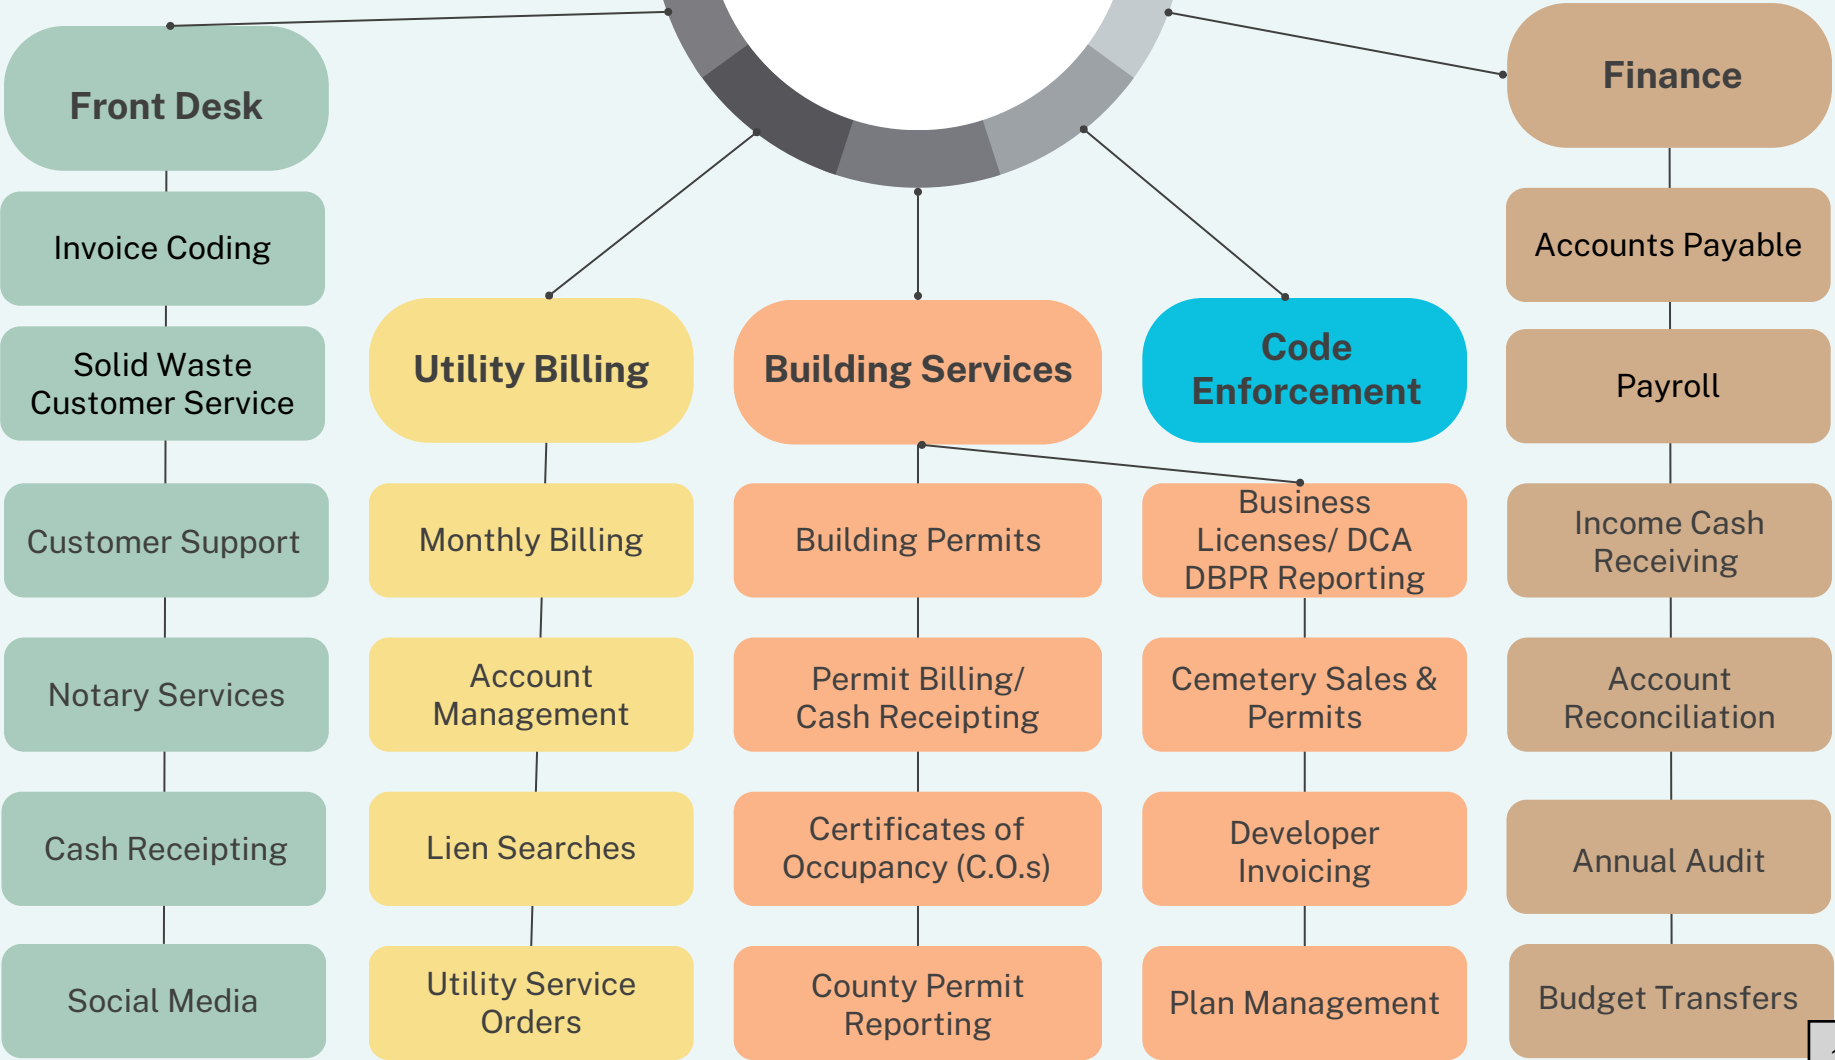 Front Desk
Invoice Coding
Solid Waste
Customer Service
Customer Support
Notary Services
Cash Receipting
Social Media
Utility Billing
Monthly Billing
Account
Management
Lien Searches
Utility Service
Orders
Building Services
Building Permits
Permit Billing/
Cash Receipting
Certificates of
Occupancy (C.O.s)
County Permit
Reporting
Code
Enforcement
Business
Licenses/ DCA
DBPR Reporting
Cemetery Sales &
Permits
Developer
Invoicing
Plan Management
Finance
Accounts Payable
Payroll
Income Cash
Receiving
Account
Reconciliation
Annual Audit
Budget Transfers